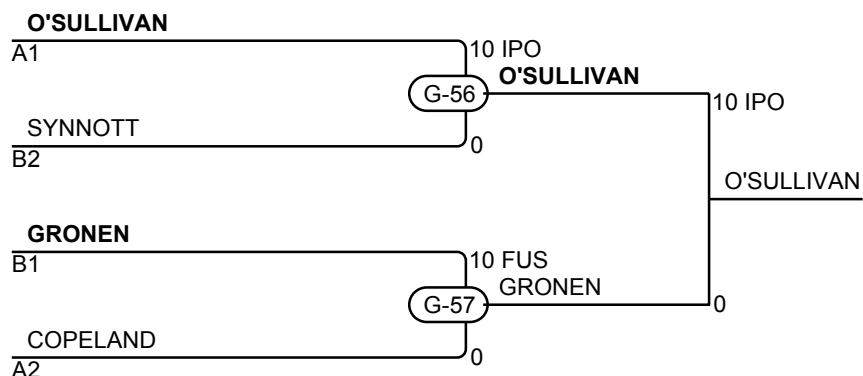 O'SULLIVAN
A1
10 IPO
O'SULLIVAN
G-56
10 IPO
SYNNOTT
B2
0
O'SULLIVAN
GRONEN
B1
10 FUS
GRONEN
G-57
0
COPELAND
A2
0